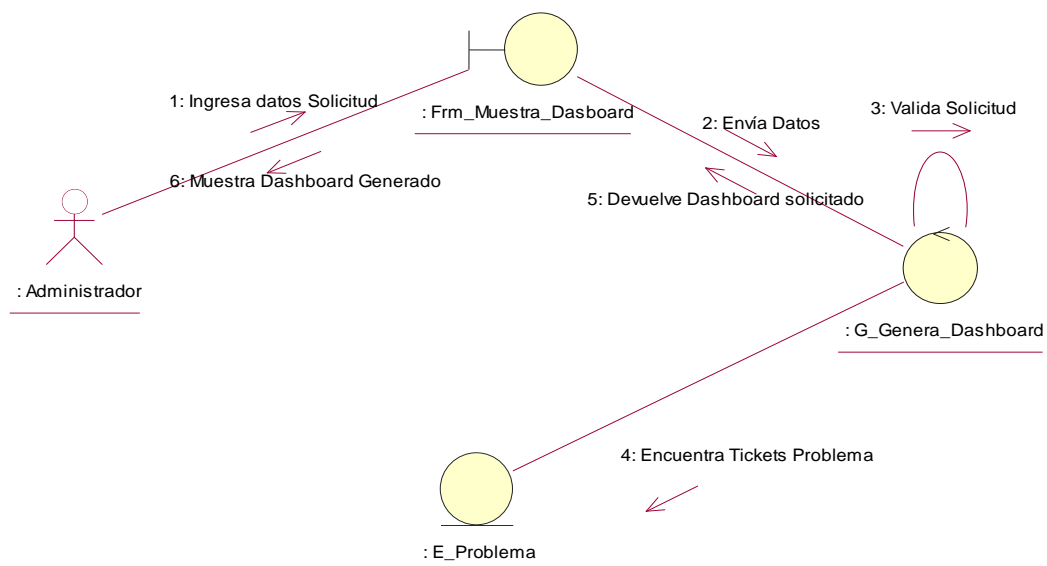 1: Ingresa datos Solicitud
: Frm_Muestra_Dasboard
2: Envía Datos
3: Valida Solicitud
6: Muestra Dashboard Generado
5: Devuelve Dashboard solicitado
: Administrador
: G_Genera_Dashboard
4: Encuentra Tickets Problema
: E_Problema